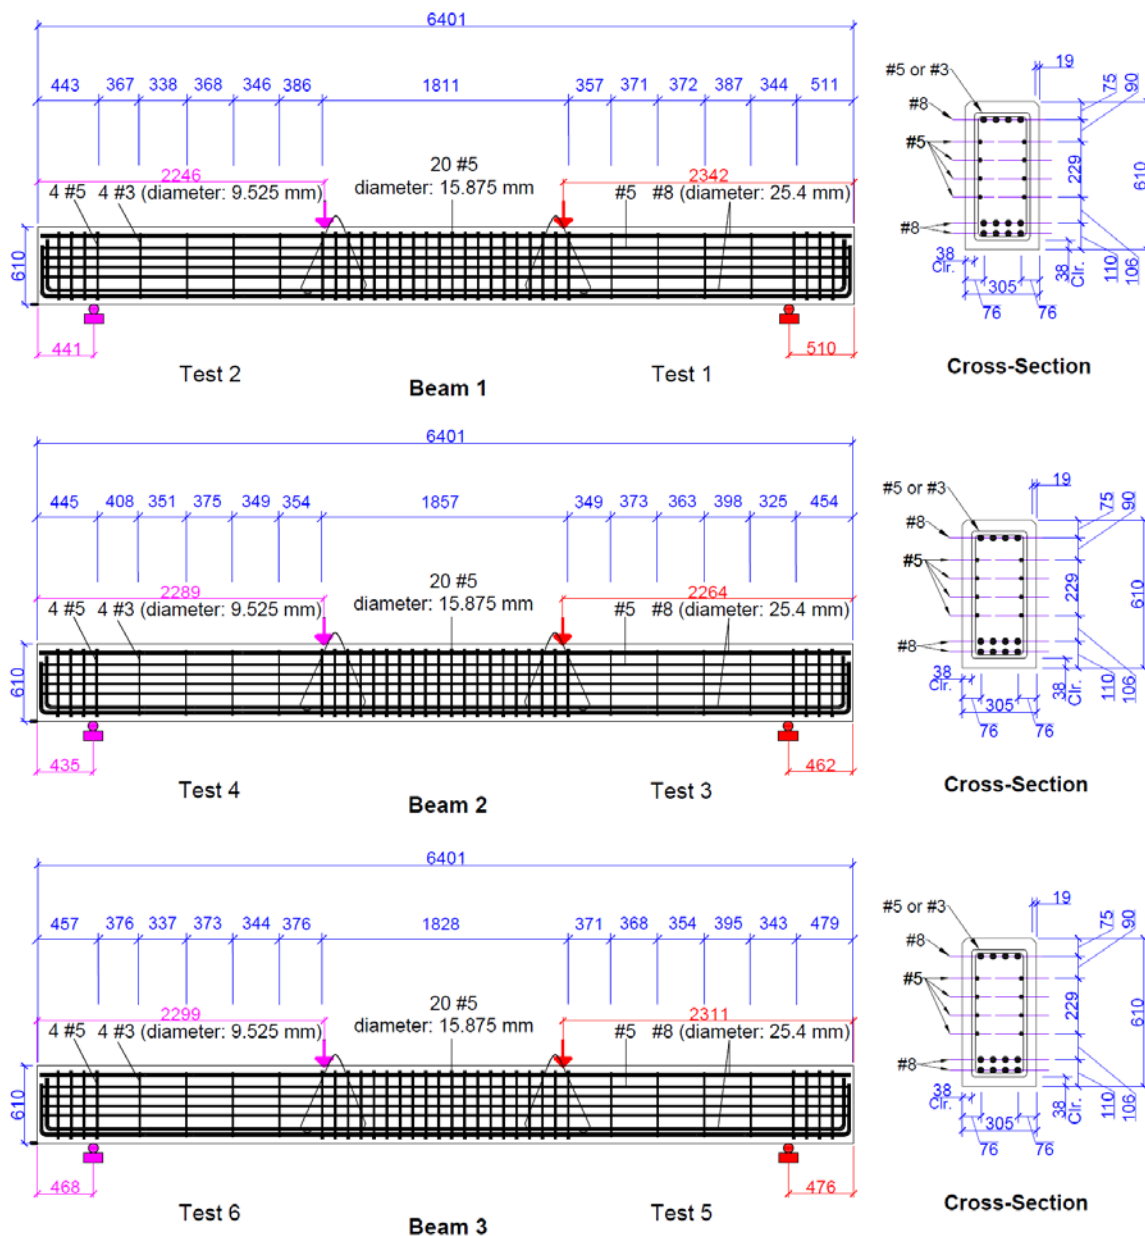 6401
443 367 338 368 346 386 1811 357 371 372 387 344 511
20 #5
2246 diameter: 15.875 mm 2342
4 #5 4 #3 (diameter: 9.525 mm) #5 #8 (diameter: 25.4 mm)
610
441 510
Test 2 Beam 1 Test 1
19
#5 or #3
75
90
#8
#5
229
610
#8
38
Clr.
38
Clr.
110
106
305
76 76
Cross-Section
6401
445 408 351 375 349 354 1857 349 373 363 398 325 454
20 #5
2289 diameter: 15.875 mm 2264
4 #5 4 #3 (diameter: 9.525 mm) #5 #8 (diameter: 25.4 mm)
610
435 462
Test 4 Beam 2 Test 3
19
#5 or #3
75
90
#8
#5
229
610
#8
38
Clr.
38
Clr.
110
106
305
76 76
Cross-Section
6401
457 376 337 373 344 376 1828 371 368 354 395 343 479
20 #5
2299 diameter: 15.875 mm 2311
4 #5 4 #3 (diameter: 9.525 mm) #5 #8 (diameter: 25.4 mm)
610
468 476
Test 6 Beam 3 Test 5
19
#5 or #3
75
90
#8
#5
229
610
#8
38
Clr.
38
Clr.
110
106
305
76 76
Cross-Section